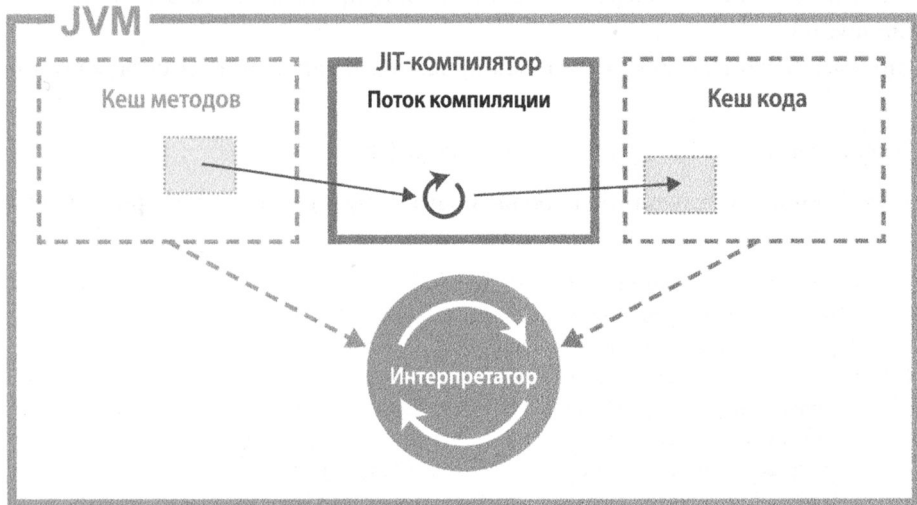 JVM
JIT-компилятор
Кеш методов
Поток компиляции
Кеш кода
Интерпретатор